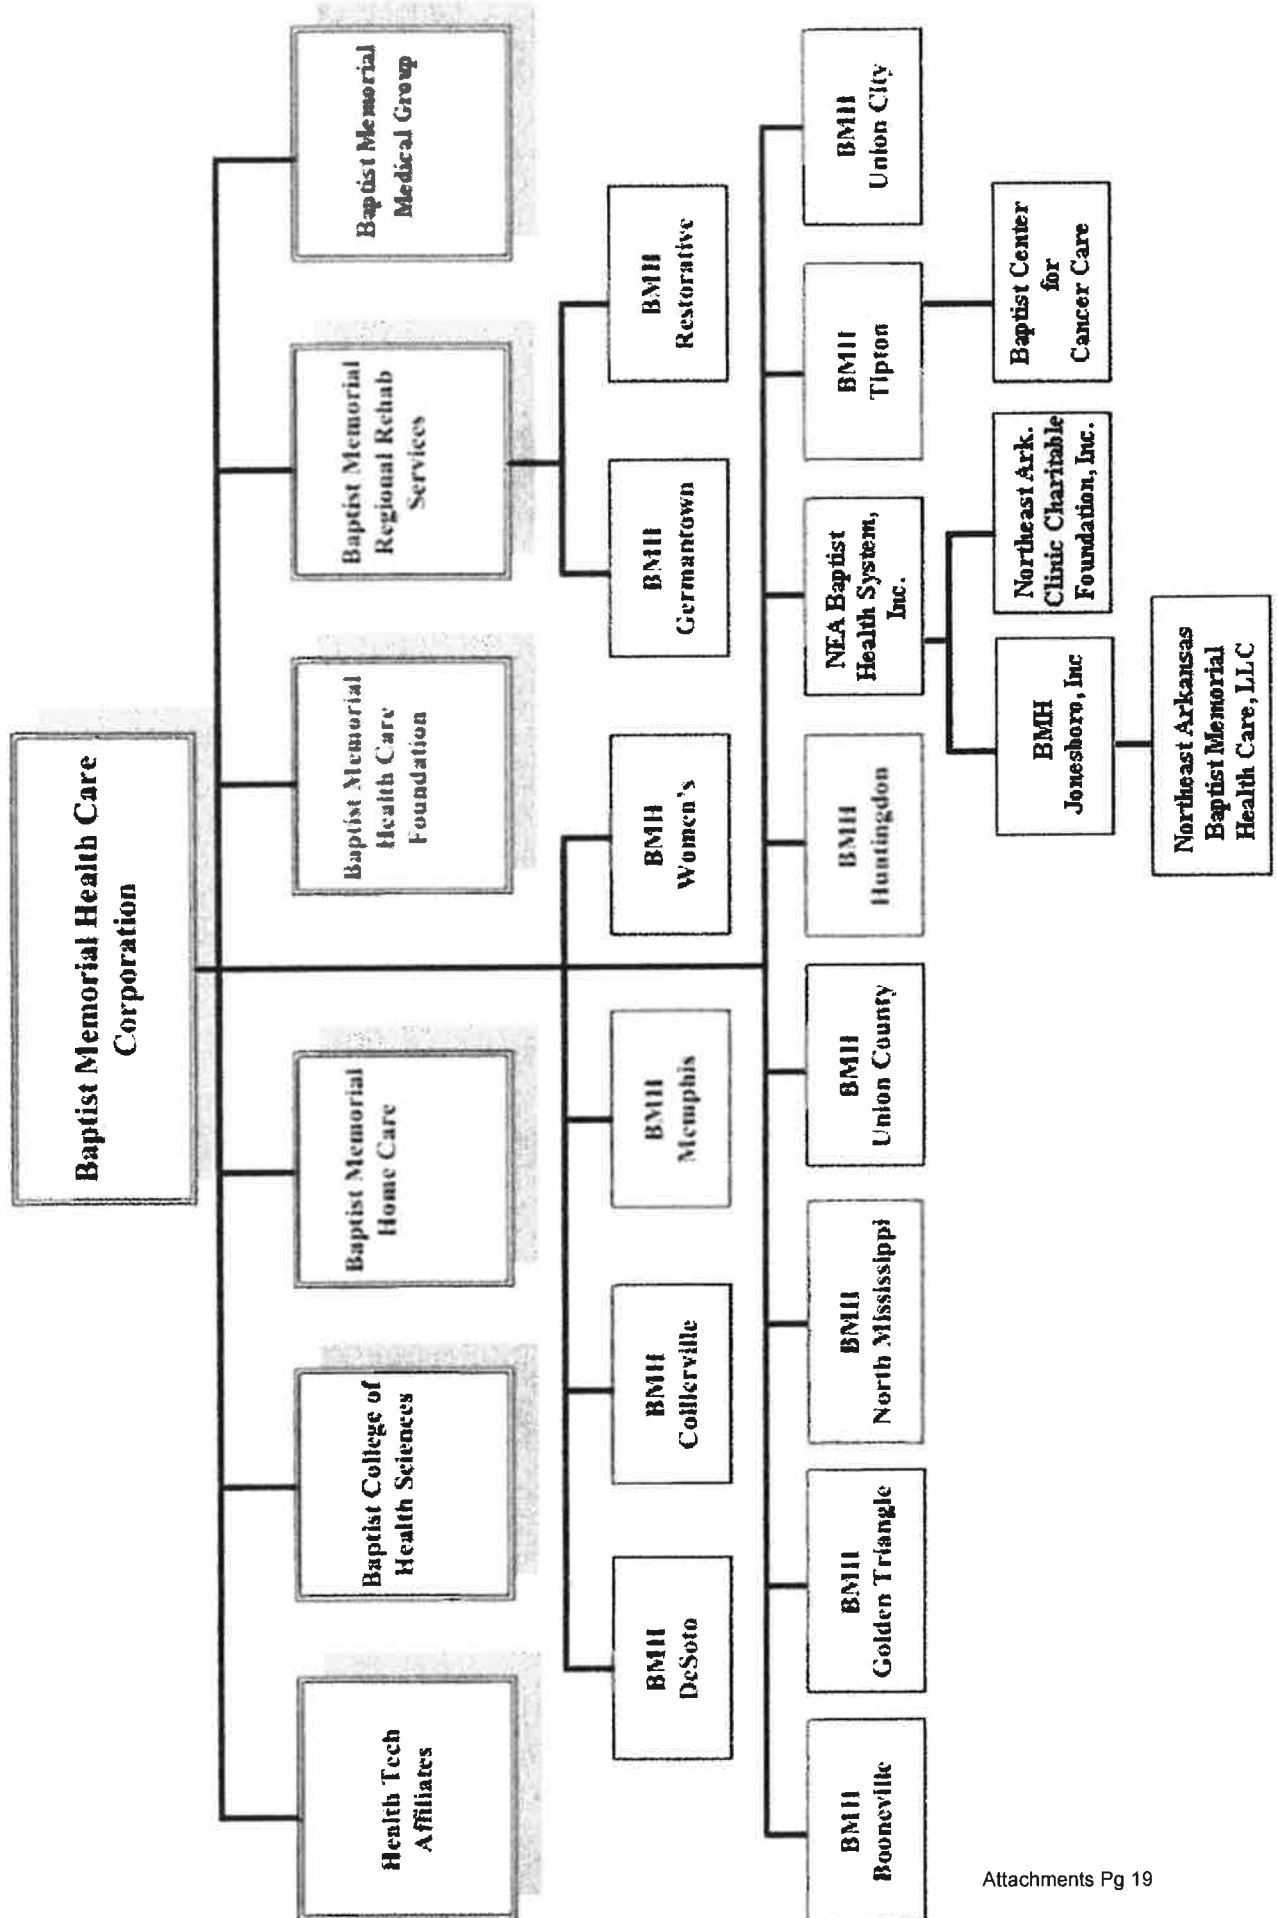 Baptist Memorial Health Care
Corporation
Health Tech
Affiliates
Baptist College of
Health Sciences
Baptist Memorial
Home Care
Baptist Memorial
Health Care
Foundation
Baptist Memorial
Regional Rehab
Services
Baptist Memorial
Medical Group
BMH
DeSoto
BMH
Collierville
BMH
Memphis
BMH
Women's
BMH
Germantown
BMH
Restorative
BMH
Booneville
BMH
Golden Triangle
BMH
North Mississippi
BMH
Union County
BMH
Huntingdon
NEA Baptist
Health System,
Inc.
BMH
Tipton
BMH
Union City
BMH
Jonesboro, Inc
Northeast Ark.
Clinic Charitable
Foundation, Inc.
Baptist Center
for
Cancer Care
Northeast Arkansas
Baptist Memorial
Health Care, LLC
Attachments Pg 19